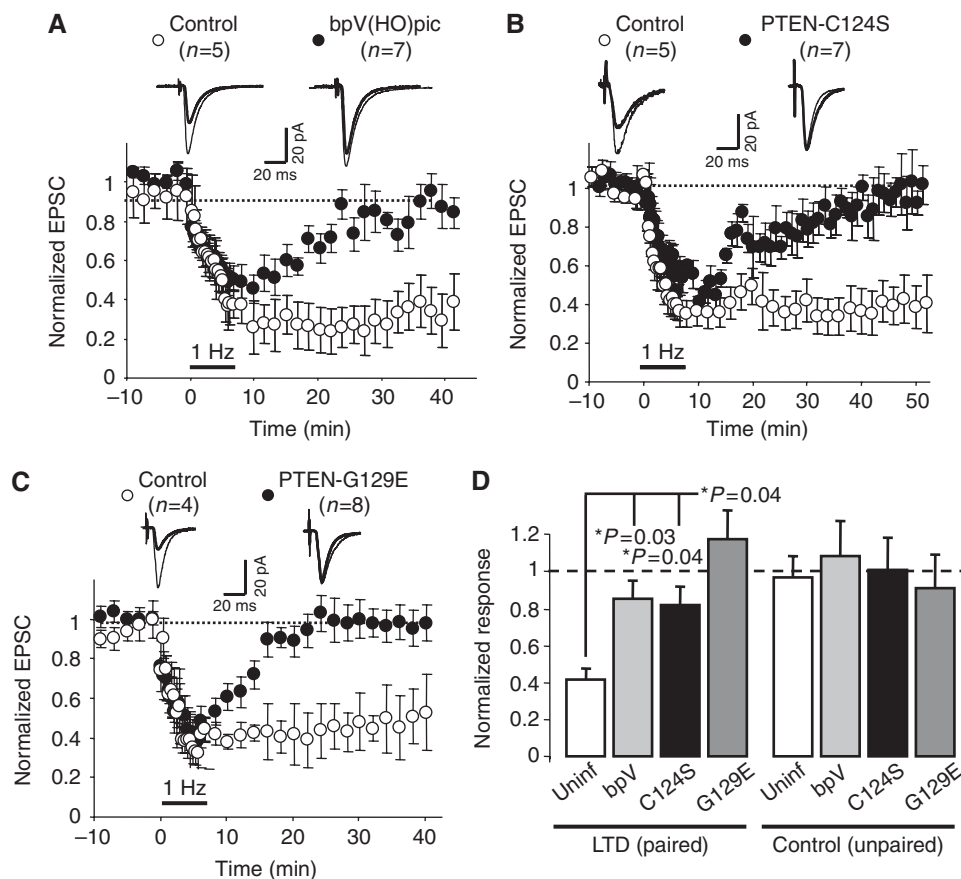 A
Control
(n=5)
bpV(HO)pic
(n=7)
20 pA
20 ms
Normalized EPSC
1
0.8
0.6
0.4
0.2
0
1 Hz
–10 0 10 20 30 40
Time (min)
B
Control
(n=5)
PTEN-C124S
(n=7)
20 pA
20 ms
Normalized EPSC
1
0.8
0.6
0.4
0.2
0
1 Hz
–10 0 10 20 30 40 50
Time (min)
C
Control
(n=4)
PTEN-G129E
(n=8)
20 pA
20 ms
Normalized EPSC
1
0.8
0.6
0.4
0.2
0
1 Hz
–10 0 10 20 30 40
Time (min)
D
*P=0.04
*P=0.03
*P=0.04
Normalized response
1.2
1
0.8
0.6
0.4
0.2
0
Uninf bpV C124S G129E Uninf bpV C124S G129E
LTD (paired) Control (unpaired)